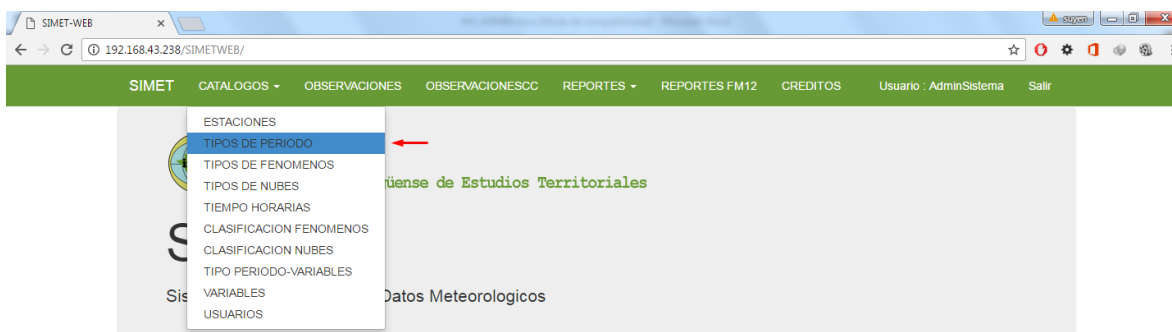 SIMET-WEB
suyen
192.168.43.238/SIMETWEB/
SIMET CATALOGOS OBSERVACIONES OBSERVACIONESCC REPORTES REPORTES FM12 CREDITOS Usuario : AdminSistema Salir
ESTACIONES
TIPOS DE PERIODO
TIPOS DE FENOMENOS
TIPOS DE NUBES
üense de Estudios Territoriales
TIEMPO HORARIAS
CLASIFICACION FENOMENOS
S
CLASIFICACION NUBES
TIPO PERIODO-VARIABLES
VARIABLES
Sis Datos Meteorologicos
USUARIOS